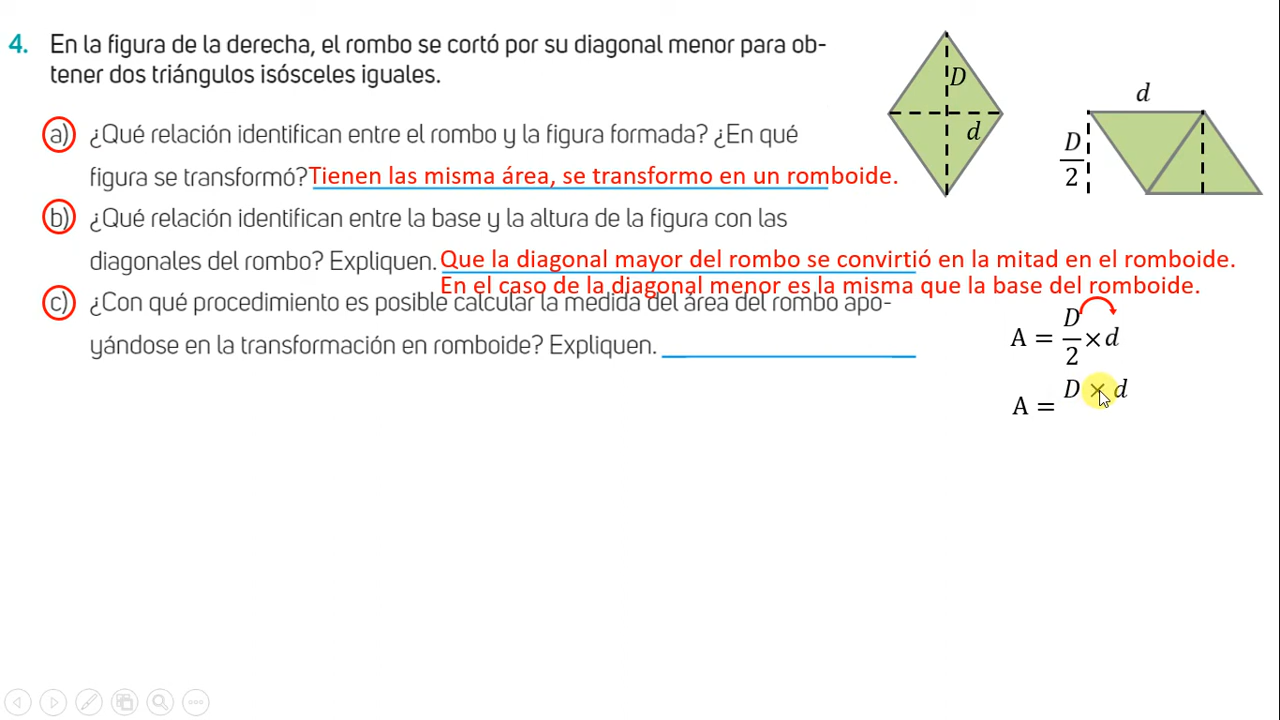 4. En la figura de la derecha, el rombo se cortó por su diagonal menor para ob-
tener dos triángulos isósceles iguales.
a) ¿Qué relación identifican entre el rombo y la figura formada? ¿En qué
figura se transformó? Tienen las misma área, se transformo en un romboide.
b) ¿Qué relación identifican entre la base y la altura de la figura con las
diagonales del rombo? Expliquen. Que la diagonal mayor del rombo se convirtió en la mitad en el romboide.
En el caso de la diagonal menor es la misma que la base del romboide.
c) ¿Con qué procedimiento es posible calcular la medida del área del rombo apo-
yándose en la transformación en romboide? Expliquen.
D
d
d
D
2
A = D/2 × d
A = D × d